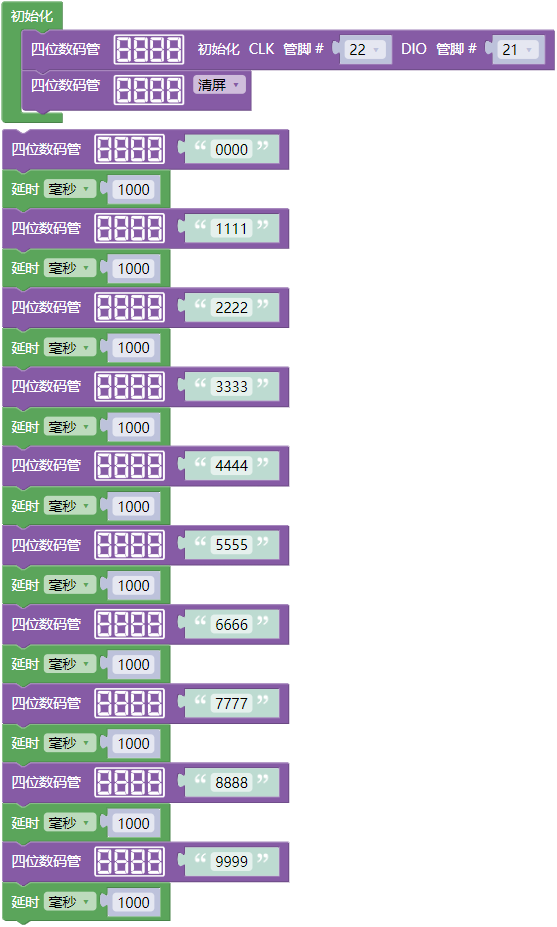 初始化
四位数码管 8888 初始化 CLK 管脚 # 22 DIO 管脚 # 21
四位数码管 8888 清屏
四位数码管 8888 “ 0000 ”
延时 毫秒 1000
四位数码管 8888 “ 1111 ”
延时 毫秒 1000
四位数码管 8888 “ 2222 ”
延时 毫秒 1000
四位数码管 8888 “ 3333 ”
延时 毫秒 1000
四位数码管 8888 “ 4444 ”
延时 毫秒 1000
四位数码管 8888 “ 5555 ”
延时 毫秒 1000
四位数码管 8888 “ 6666 ”
延时 毫秒 1000
四位数码管 8888 “ 7777 ”
延时 毫秒 1000
四位数码管 8888 “ 8888 ”
延时 毫秒 1000
四位数码管 8888 “ 9999 ”
延时 毫秒 1000